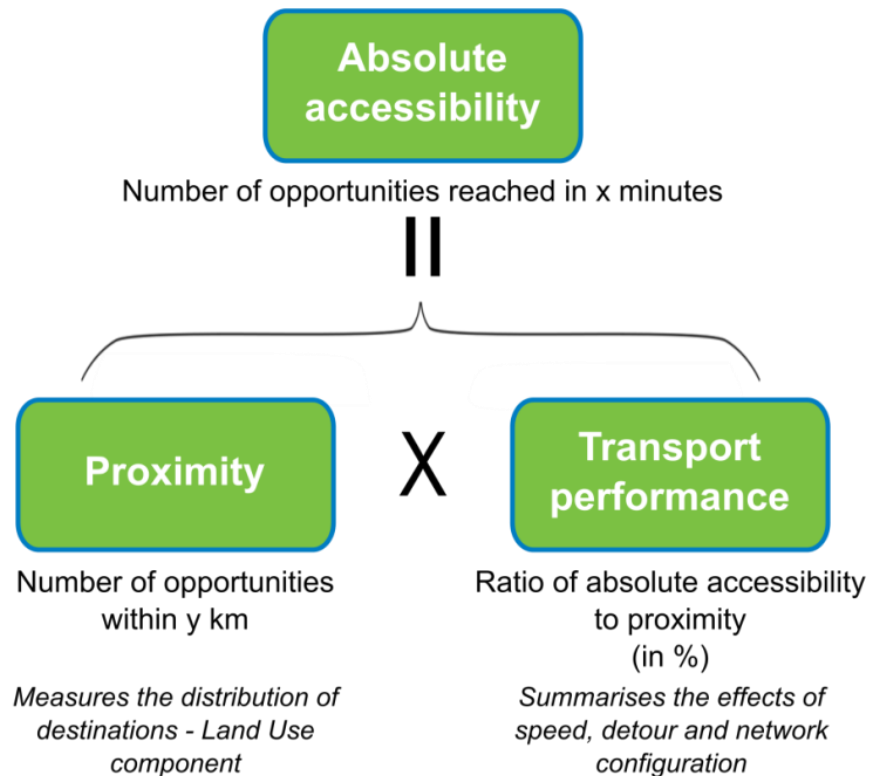 Absolute
accessibility
Number of opportunities reached in x minutes
=
Proximity
X
Transport
performance
Number of opportunities
within y km
Ratio of absolute accessibility
to proximity
(in %)
Measures the distribution of
destinations - Land Use
component
Summarises the effects of
speed, detour and network
configuration